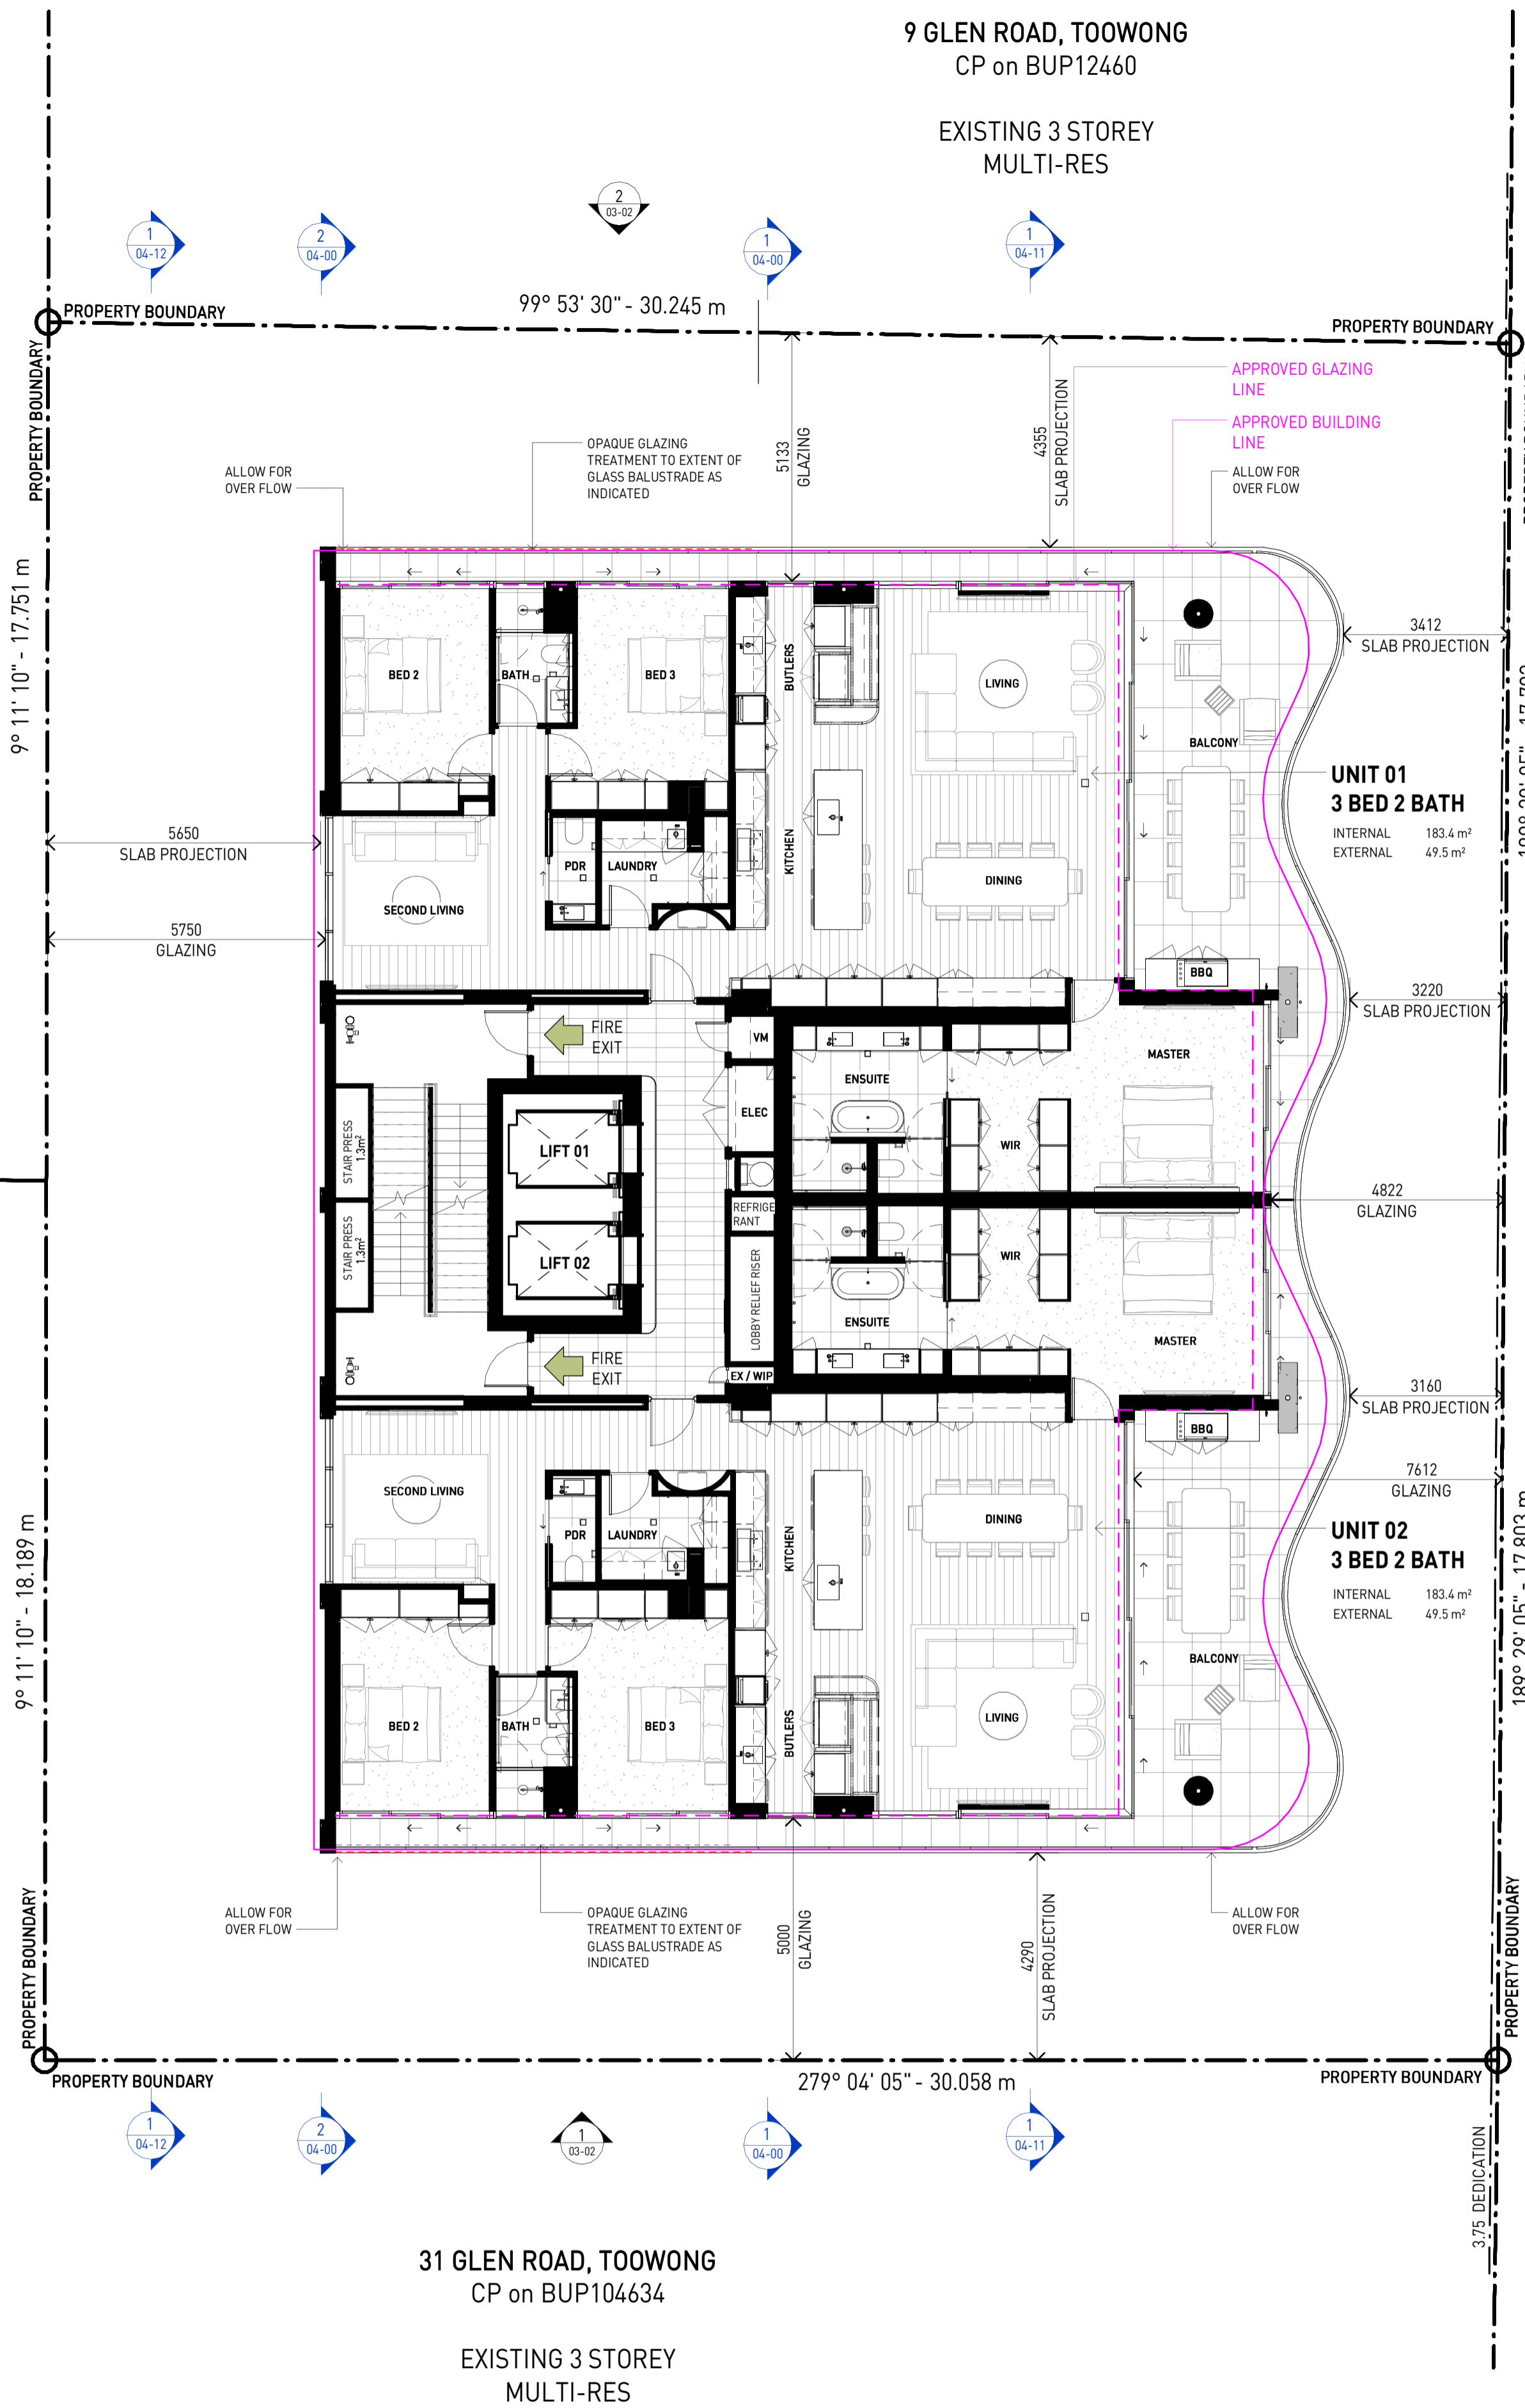 9 GLEN ROAD, TOOWONG
CP on BUP12460
EXISTING 3 STOREY
MULTI-RES
2
03-02
1
04-12
2
04-00
1
04-00
1
04-11
PROPERTY BOUNDARY
99° 53' 30" - 30.245 m
PROPERTY BOUNDARY
PROPERTY BOUNDARY
APPROVED GLAZING
LINE
APPROVED BUILDING
LINE
5133
GLAZING
4355
SLAB PROJECTION
OPAQUE GLAZING
TREATMENT TO EXTENT OF
GLASS BALUSTRADE AS
INDICATED
ALLOW FOR
OVER FLOW
ALLOW FOR
OVER FLOW
9° 11' 10" - 17.751 m
3412
SLAB PROJECTION
BED 2
BATH
BED 3
BUTLERS
LIVING
BALCONY
UNIT 01
3 BED 2 BATH
INTERNAL 183.4 m²
EXTERNAL 49.5 m²
5650
SLAB PROJECTION
PDR
LAUNDRY
KITCHEN
DINING
SECOND LIVING
5750
GLAZING
BBQ
3220
SLAB PROJECTION
FIRE
EXIT
VM
MASTER
ENSUITE
ELEC
STAIR PRESS
1.3m²
LIFT 01
WIR
4822
GLAZING
REFRIGE
RANT
STAIR PRESS
1.3m²
LIFT 02
LOBBY RELIEF RISER
WIR
ENSUITE
MASTER
FIRE
EXIT
EX / WIP
3160
SLAB PROJECTION
BBQ
7612
GLAZING
SECOND LIVING
PDR
LAUNDRY
KITCHEN
DINING
UNIT 02
3 BED 2 BATH
INTERNAL 183.4 m²
EXTERNAL 49.5 m²
9° 11' 10" - 18.189 m
189° 29' 05" - 17.803 m
BALCONY
BED 2
BATH
BED 3
BUTLERS
LIVING
ALLOW FOR
OVER FLOW
OPAQUE GLAZING
TREATMENT TO EXTENT OF
GLASS BALUSTRADE AS
INDICATED
5000
GLAZING
4290
SLAB PROJECTION
ALLOW FOR
OVER FLOW
PROPERTY BOUNDARY
PROPERTY BOUNDARY
PROPERTY BOUNDARY
279° 04' 05" - 30.058 m
PROPERTY BOUNDARY
1
04-12
2
04-00
1
03-02
1
04-00
1
04-11
3.75 DEDICATION
31 GLEN ROAD, TOOWONG
CP on BUP104634
EXISTING 3 STOREY
MULTI-RES